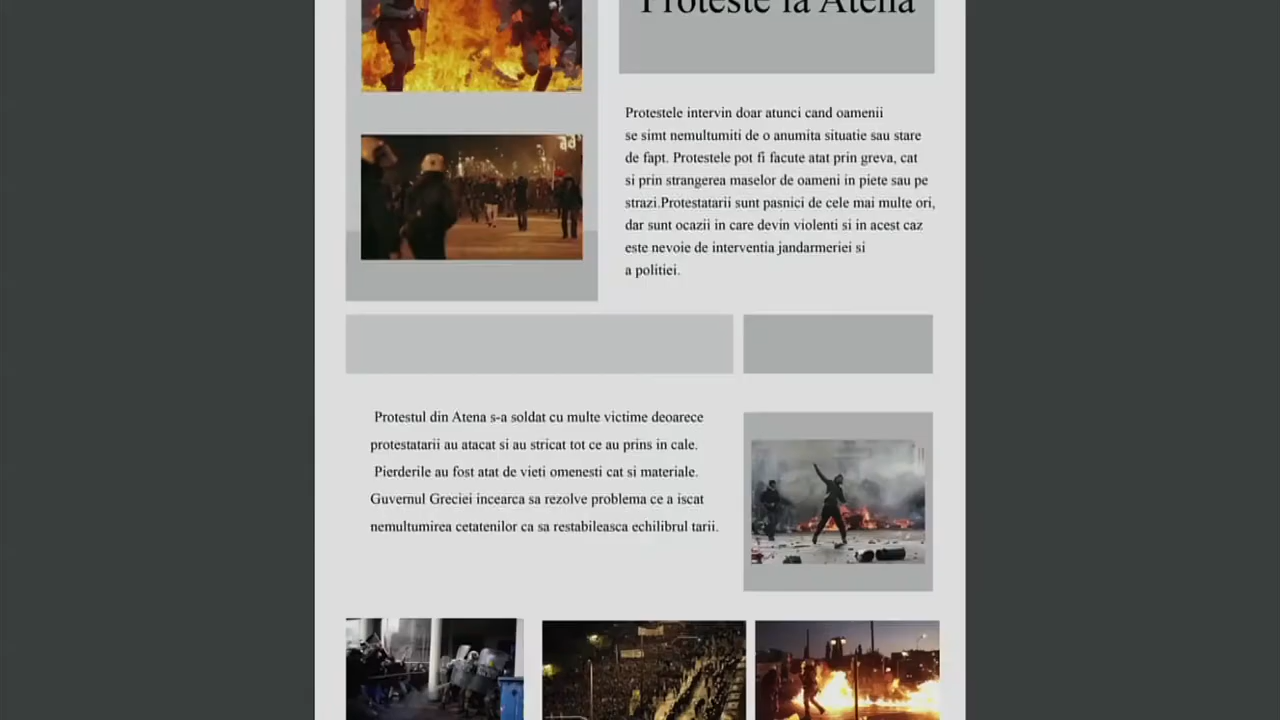 Proteste la Atena
Protestele intervin doar atunci cand oamenii
se simt nemultumiti de o anumita situatie sau stare
de fapt. Protestele pot fi facute atat prin greva, cat
si prin strangerea maselor de oameni in piete sau pe
strazi.Protestatarii sunt pasnici de cele mai multe ori,
dar sunt ocazii in care devin violenti si in acest caz
este nevoie de interventia jandarmeriei si
a politiei.
Protestul din Atena s-a soldat cu multe victime deoarece
protestatarii au atacat si au stricat tot ce au prins in cale.
Pierderile au fost atat de vieti omenesti cat si materiale.
Guvernul Greciei incearca sa rezolve problema ce a iscat
nemultumirea cetatenilor ca sa restabileasca echilibrul tarii.